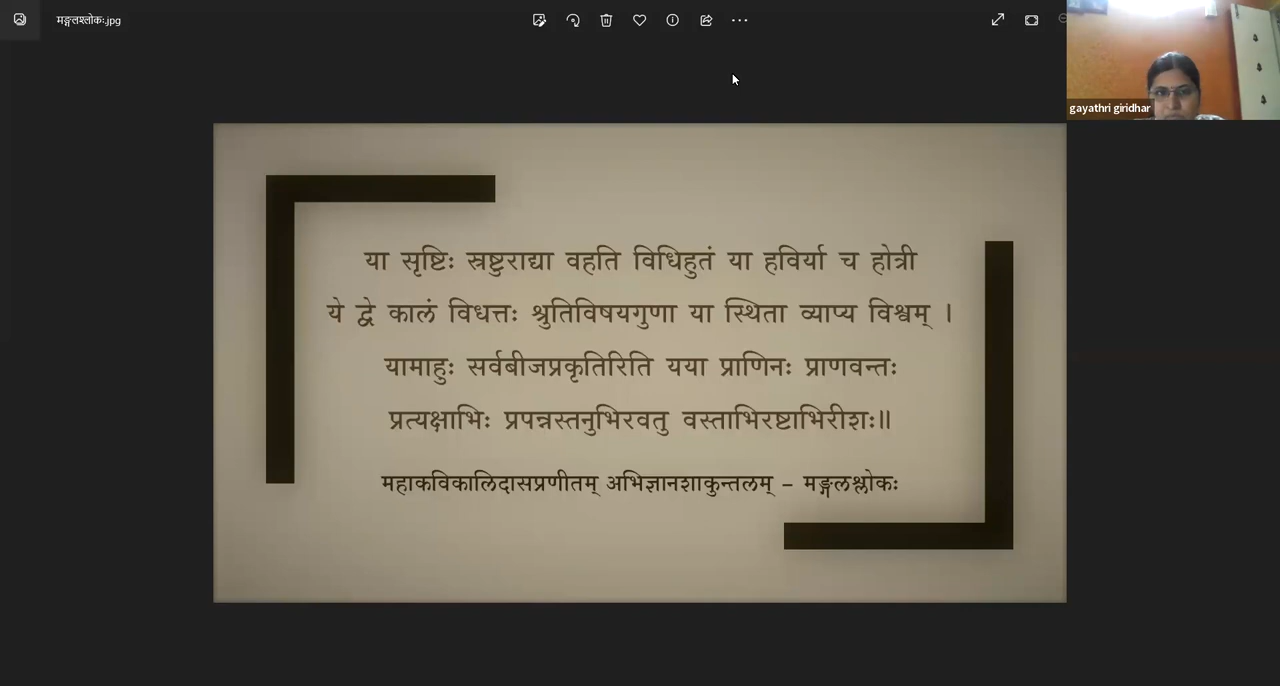 मङ्गलश्लोकः.jpg
gayathri giridhar
या सृष्टिः स्रष्टुराद्या वहति विधिहुतं या हविर्या च होत्री
ये द्वे कालं विधत्तः श्रुतिविषयगुणा या स्थिता व्याप्य विश्वम् ।
यामाहुः सर्वबीजप्रकृतिरिति यया प्राणिनः प्राणवन्तः
प्रत्यक्षाभिः प्रपन्नस्तनुभिरवतु वस्ताभिरष्टाभिरीशः॥
महाकविकालिदासप्रणीतम् अभिज्ञानशाकुन्तलम् – मङ्गलश्लोकः